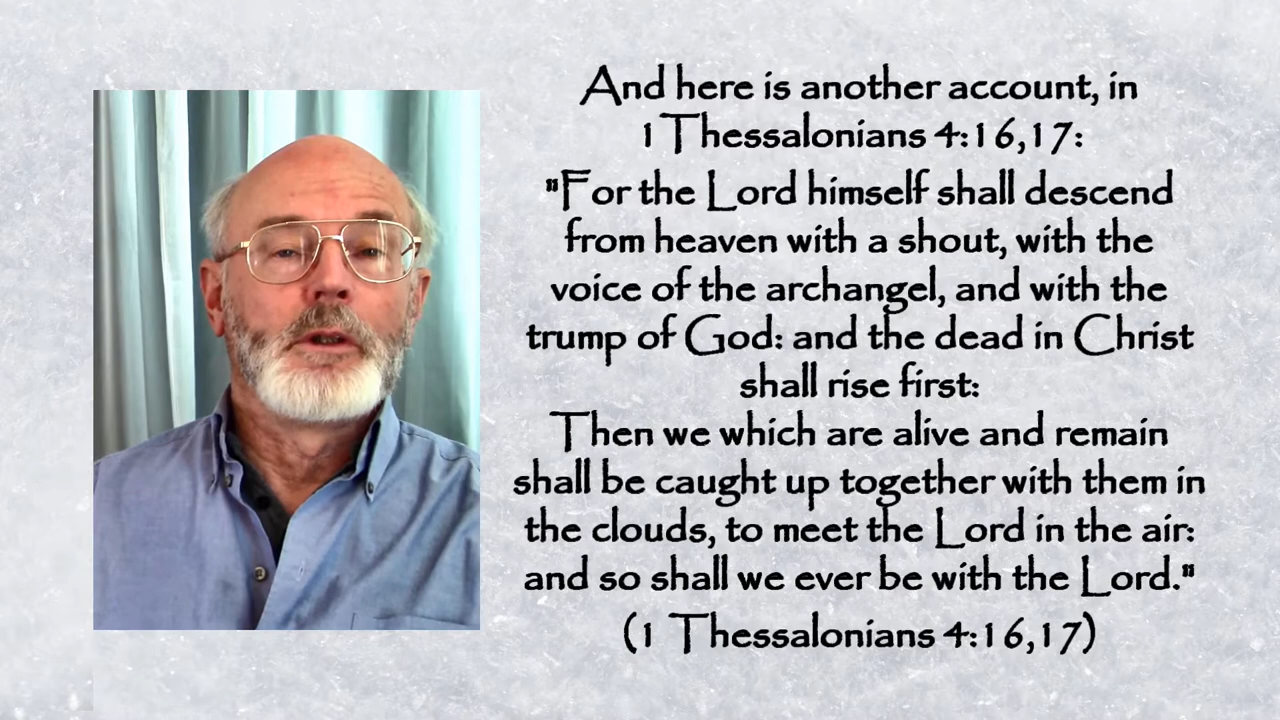 And here is another account, in
1 Thessalonians 4:16,17:
"For the Lord himself shall descend
from heaven with a shout, with the
voice of the archangel, and with the
trump of God: and the dead in Christ
shall rise first:
Then we which are alive and remain
shall be caught up together with them in
the clouds, to meet the Lord in the air:
and so shall we ever be with the Lord."
(1 Thessalonians 4:16,17)